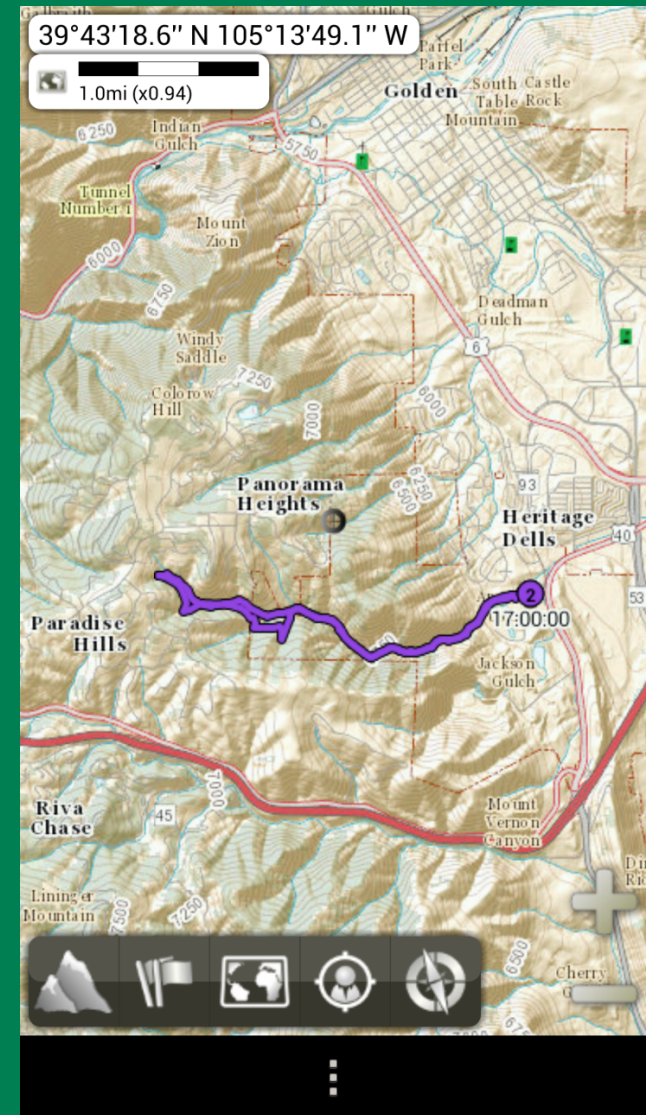 39°43'18.6'' N 105°13'49.1'' W
1.0mi (x0.94)
Parfet
Park
Golden
South
Table
Mountain
Castle
Rock
6250
Indian
Gulch
5750
Tunnel
Number 1
Mount
Zion
6000
6750
Deadman
Gulch
Windy
Saddle
6
7250
Colorow
Hill
7000
6000
Panorama
Heights
6250
6500
93
Heritage
Dells
40
53
2
17:00:00
Paradise
Hills
Jackson
Gulch
7000
Riva
Chase
45
Mount
Vernon
Canyon
Lininger
Mountain
7500
7250
6500
Cherry